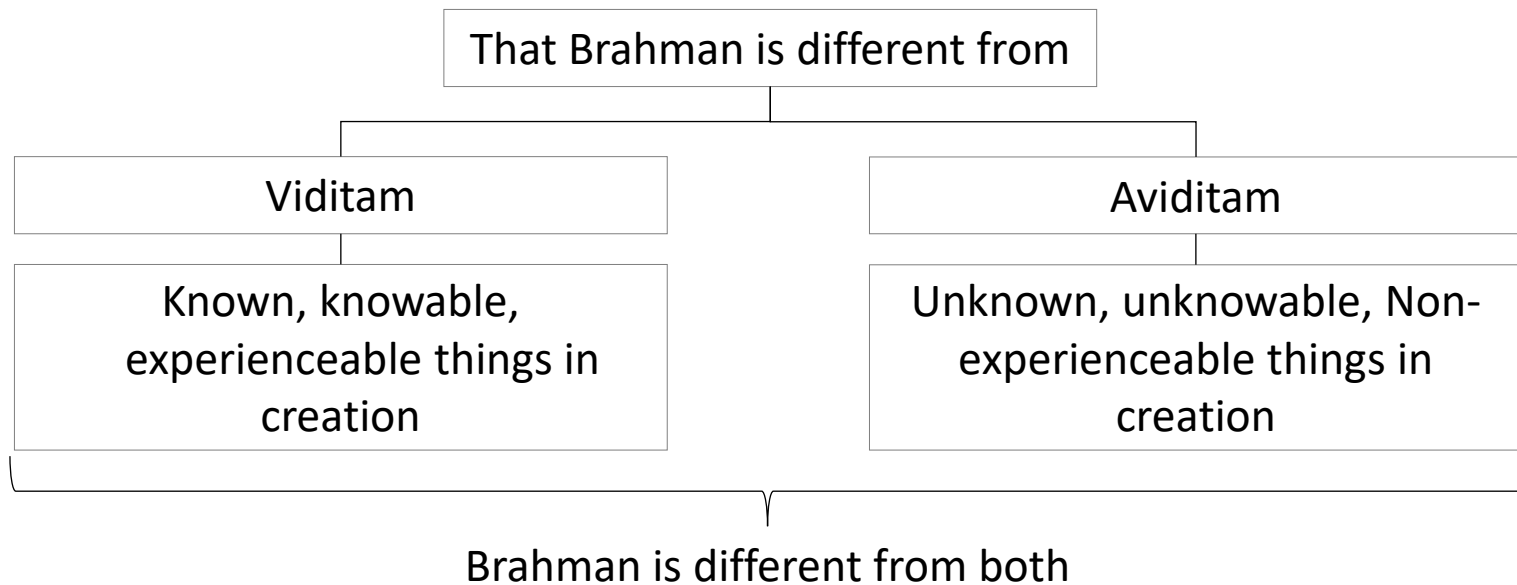 That Brahman is different from
Viditam
Aviditam
Known, knowable,
experienceable things in
creation
Unknown, unknowable, Non-
experienceable things in
creation
Brahman is different from both